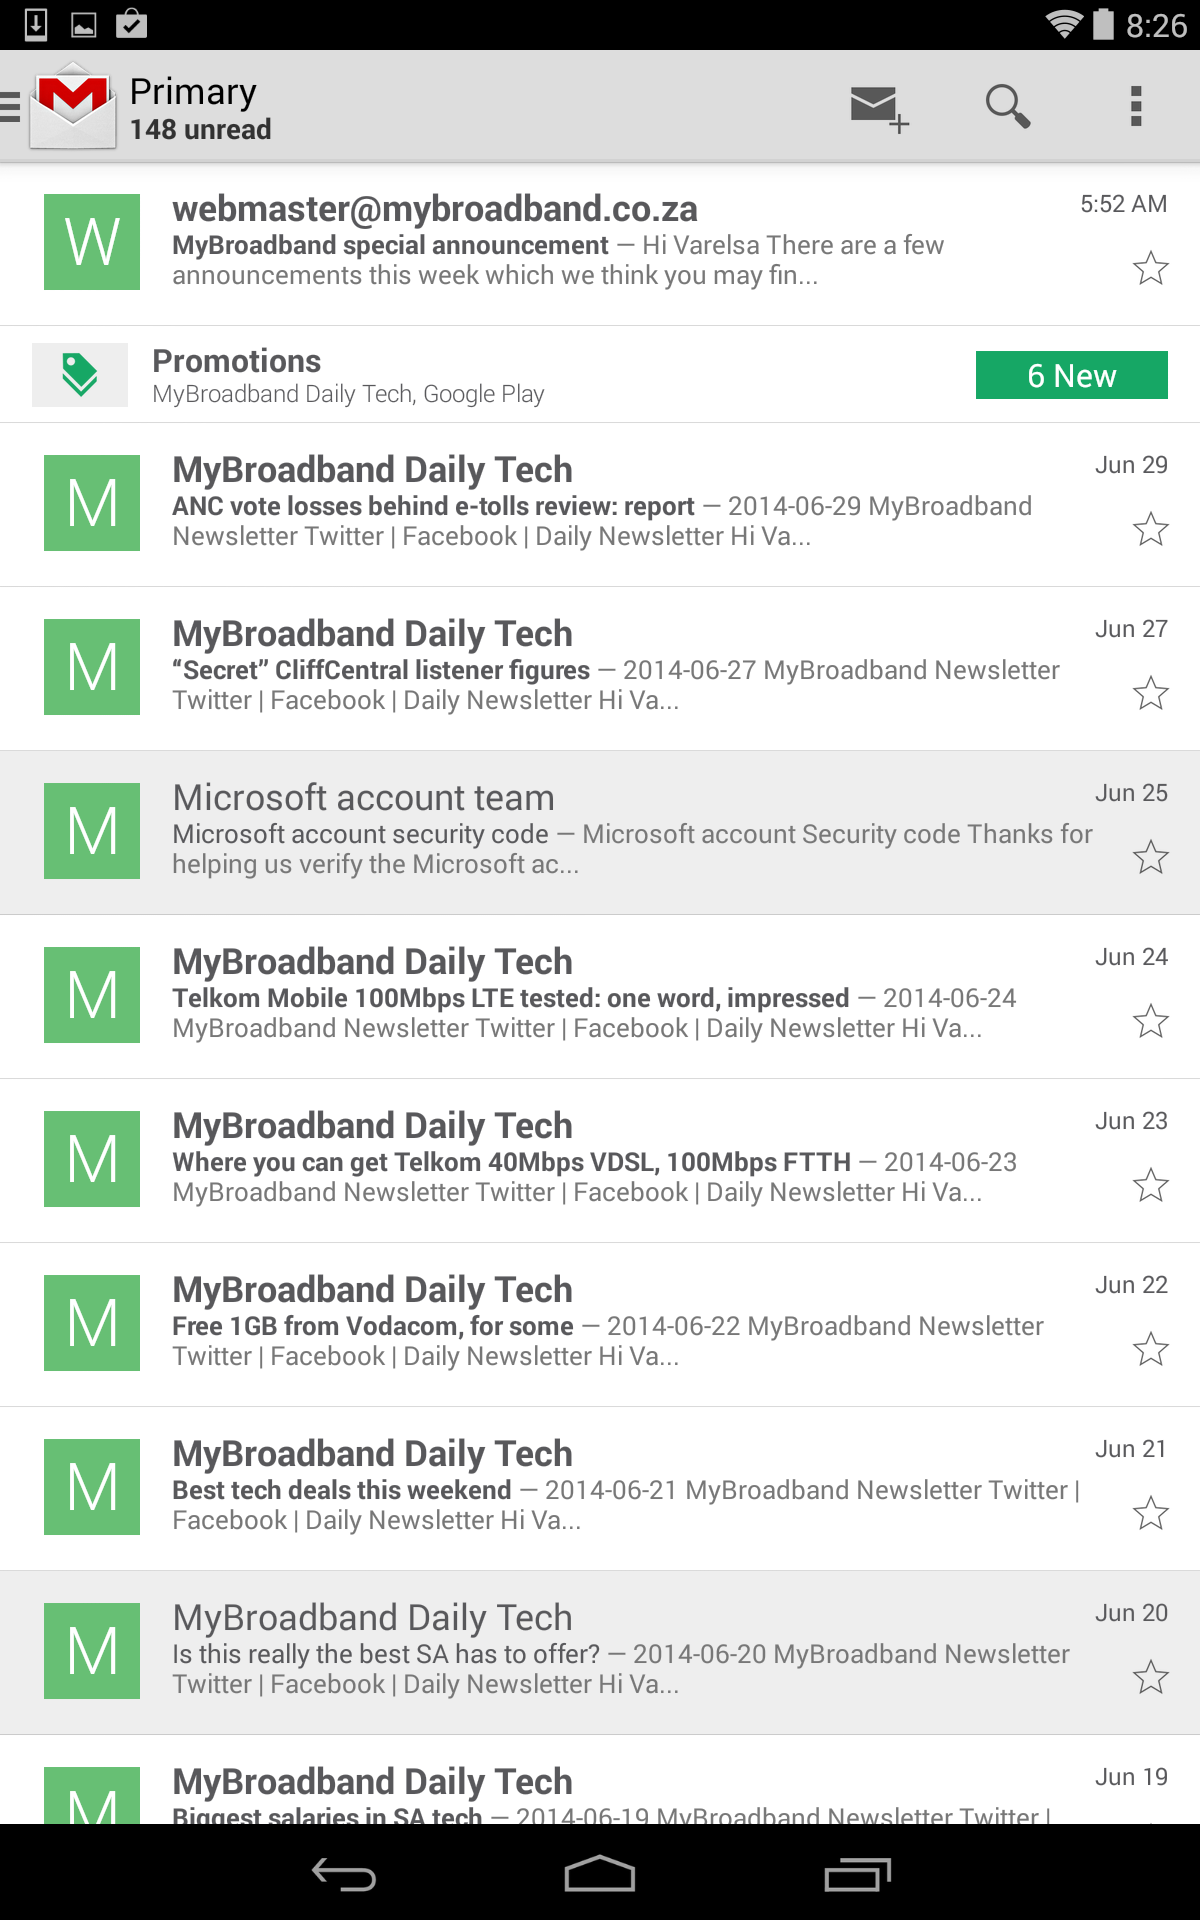 8:26
Primary
148 unread
W
webmaster@mybroadband.co.za
5:52 AM
MyBroadband special announcement — Hi Varelsa There are a few
announcements this week which we think you may fin...
Promotions
MyBroadband Daily Tech, Google Play
6 New
M
MyBroadband Daily Tech
Jun 29
ANC vote losses behind e-tolls review: report — 2014-06-29 MyBroadband
Newsletter Twitter | Facebook | Daily Newsletter Hi Va...
M
MyBroadband Daily Tech
Jun 27
“Secret” CliffCentral listener figures — 2014-06-27 MyBroadband Newsletter
Twitter | Facebook | Daily Newsletter Hi Va...
M
Microsoft account team
Jun 25
Microsoft account security code — Microsoft account Security code Thanks for
helping us verify the Microsoft ac...
M
MyBroadband Daily Tech
Jun 24
Telkom Mobile 100Mbps LTE tested: one word, impressed — 2014-06-24
MyBroadband Newsletter Twitter | Facebook | Daily Newsletter Hi Va...
M
MyBroadband Daily Tech
Jun 23
Where you can get Telkom 40Mbps VDSL, 100Mbps FTTH — 2014-06-23
MyBroadband Newsletter Twitter | Facebook | Daily Newsletter Hi Va...
M
MyBroadband Daily Tech
Jun 22
Free 1GB from Vodacom, for some — 2014-06-22 MyBroadband Newsletter
Twitter | Facebook | Daily Newsletter Hi Va...
M
MyBroadband Daily Tech
Jun 21
Best tech deals this weekend — 2014-06-21 MyBroadband Newsletter Twitter |
Facebook | Daily Newsletter Hi Va...
M
MyBroadband Daily Tech
Jun 20
Is this really the best SA has to offer? — 2014-06-20 MyBroadband Newsletter
Twitter | Facebook | Daily Newsletter Hi Va...
M
MyBroadband Daily Tech
Jun 19
Biggest salaries in SA tech — 2014-06-19 MyBroadband Newsletter Twitter |